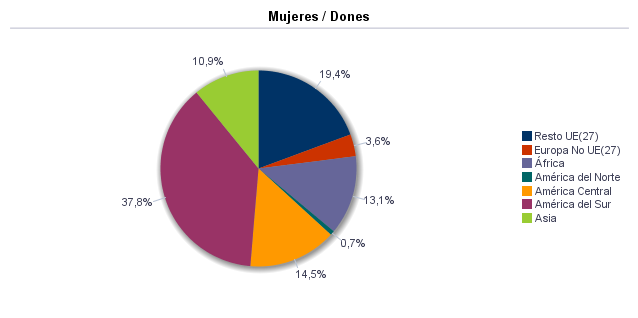 Mujeres / Dones
10,9%
19,4%
3,6%
13,1%
0,7%
14,5%
37,8%
Resto UE(27)
Europa No UE(27)
África
América del Norte
América Central
América del Sur
Asia